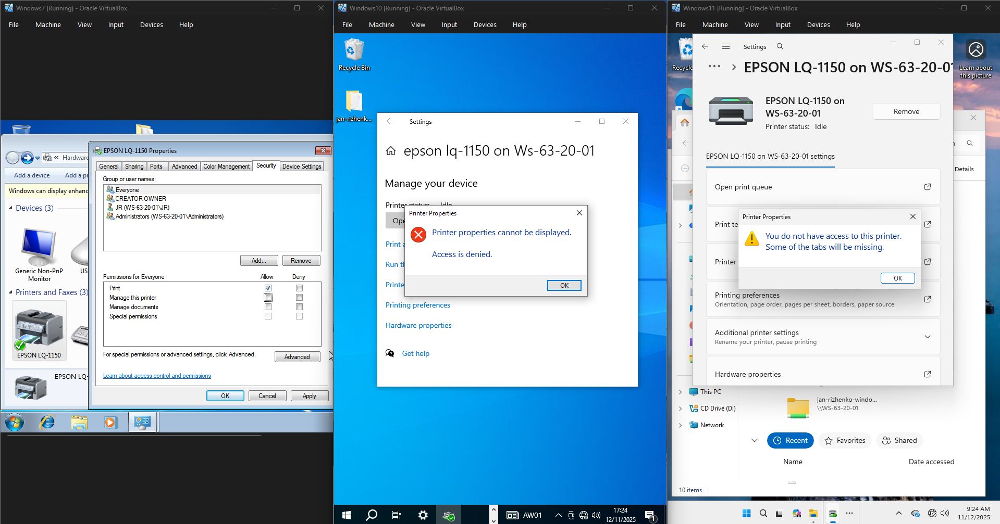 Windows7 [Running] - Oracle VirtualBox
File Machine View Input Devices Help
Hardware
Add a device
Add a pr
Windows can display enhanc
Devices (3)
Generic Non-PnP
Monitor
US
Printers and Faxes (3)
EPSON LQ-1150
EPSON LQ-
EPSON LQ-1150 Properties
General Sharing Ports Advanced Color Management Security Device Settings
Group or user names:
Everyone
CREATOR OWNER
JR (WS-63-20-01\JR)
Administrators (WS-63-20-01\Administrators)
Add...
Remove
Permissions for Everyone Allow Deny
Print
Manage this printer
Manage documents
Special permissions
For special permissions or advanced settings, click Advanced.
Advanced
Learn about access control and permissions
OK
Cancel
Apply
Windows10 [Running] - Oracle VirtualBox
File Machine View Input Devices Help
Recycle Bin
jan-rizhenk...
Settings
epson lq-1150 on Ws-63-20-01
Manage your device
Printer status: Idle
Ope
Print a
Run th
Printe
Printing preferences
Hardware properties
Get help
Printer Properties
Printer properties cannot be displayed.
Access is denied.
OK
AW01
17:24
12/11/2025
1
Windows11 [Running] - Oracle VirtualBox
File Machine View Input Devices Help
Recycle
Learn about
this picture
Settings
EPSON LQ-1150 on WS-63-20-01
EPSON LQ-1150 on
WS-63-20-01
Printer status: Idle
Remove
EPSON LQ-1150 on WS-63-20-01 settings
Open print queue
Print te
Printer
Printing preferences
Orientation, page order, pages per sheet, borders, paper source
Additional printer settings
Rename your printer, pause printing
Hardware properties
Printer Properties
You do not have access to this printer.
Some of the tabs will be missing.
OK
Details
This PC
CD Drive (D:)
Network
jan-rizhenko-windo...
\\WS-63-20-01
Recent
Favorites
Shared
Name
Date accessed
10 items
9:24 AM
11/12/2025